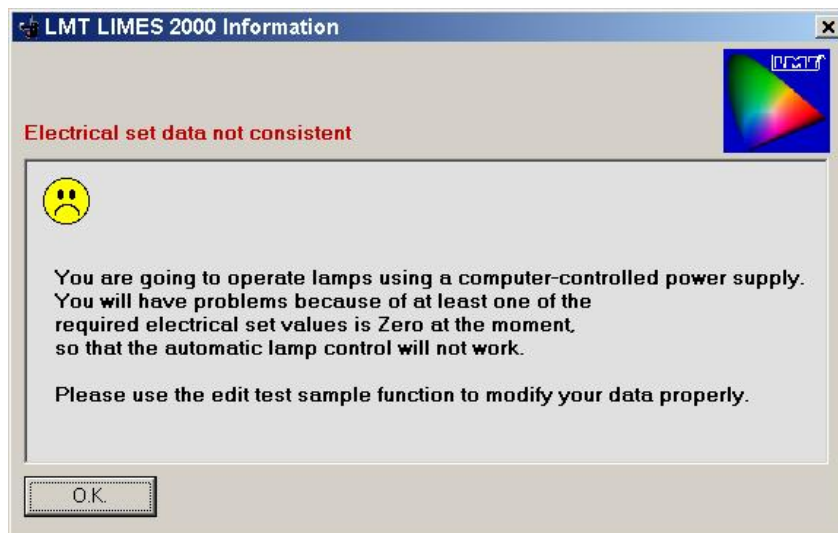 LMT LIMES 2000 Information
LMT
Electrical set data not consistent
You are going to operate lamps using a computer-controlled power supply.
You will have problems because of at least one of the
required electrical set values is Zero at the moment,
so that the automatic lamp control will not work.
Please use the edit test sample function to modify your data properly.
O.K.